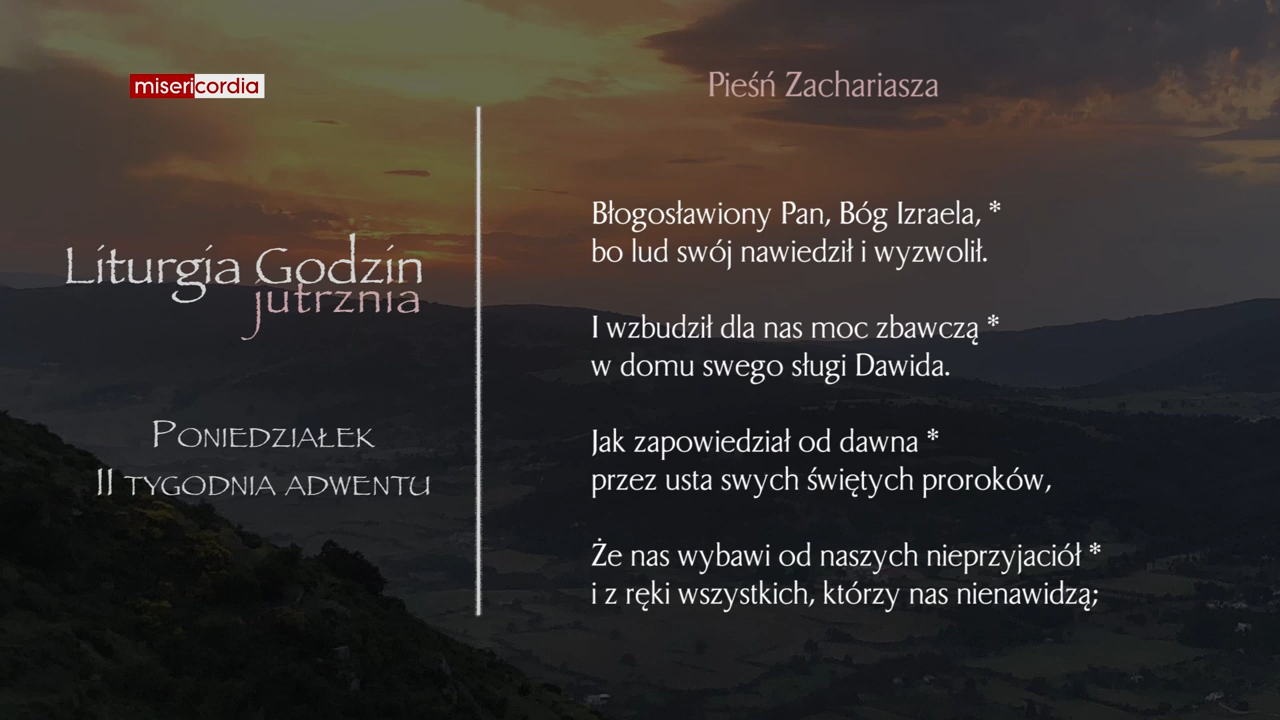 misericordia
Liturgia Godzin
jutrznia
Poniedziałek
II tygodnia adwentu
Pieśń Zachariasza
Błogosławiony Pan, Bóg Izraela, *
bo lud swój nawiedził i wyzwolił.
I wzbudził dla nas moc zbawczą *
w domu swego sługi Dawida.
Jak zapowiedział od dawna *
przez usta swych świętych proroków,
Że nas wybawi od naszych nieprzyjaciół *
i z ręki wszystkich, którzy nas nienawidzą;